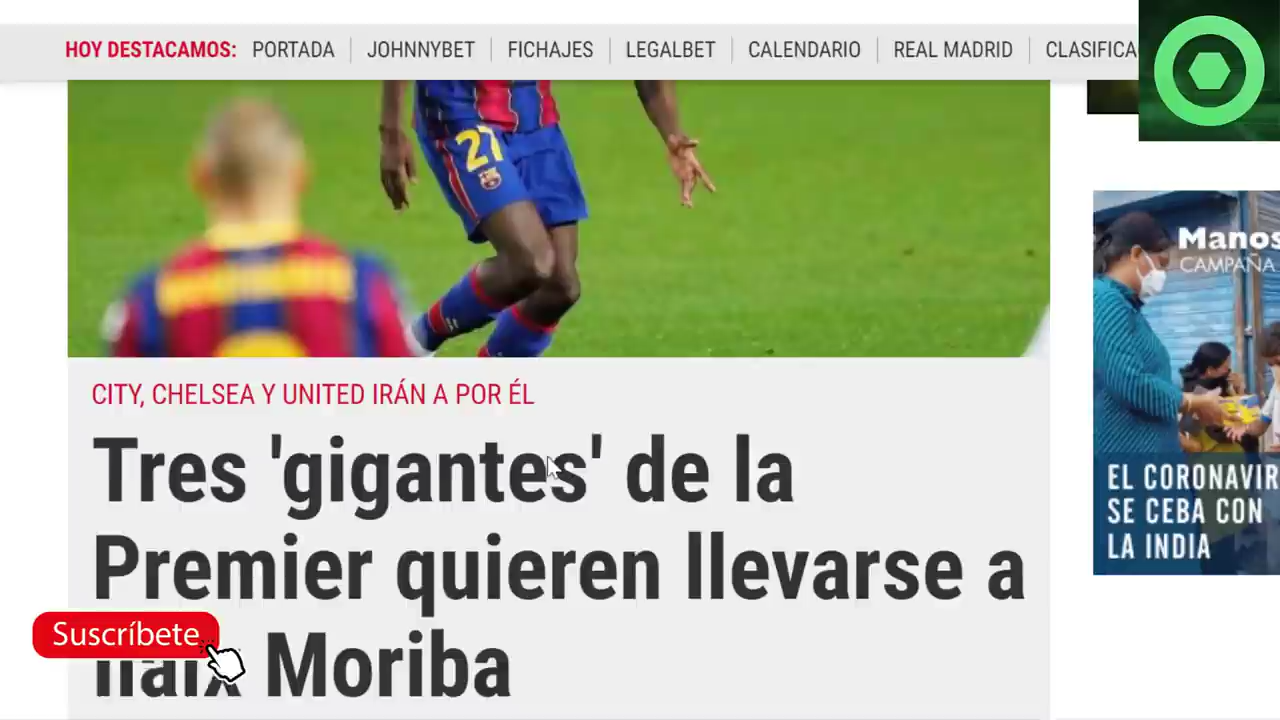 HOY DESTACAMOS: PORTADA JOHNNYBET FICHAJES LEGALBET CALENDARIO REAL MADRID
27
Manos
CAMPAÑA
CITY, CHELSEA Y UNITED IRÁN A POR ÉL
Tres 'gigantes' de la
Premier quieren llevarse a
Moriba
Suscríbete
EL CORONAVIR
SE CEBA CON
LA INDIA